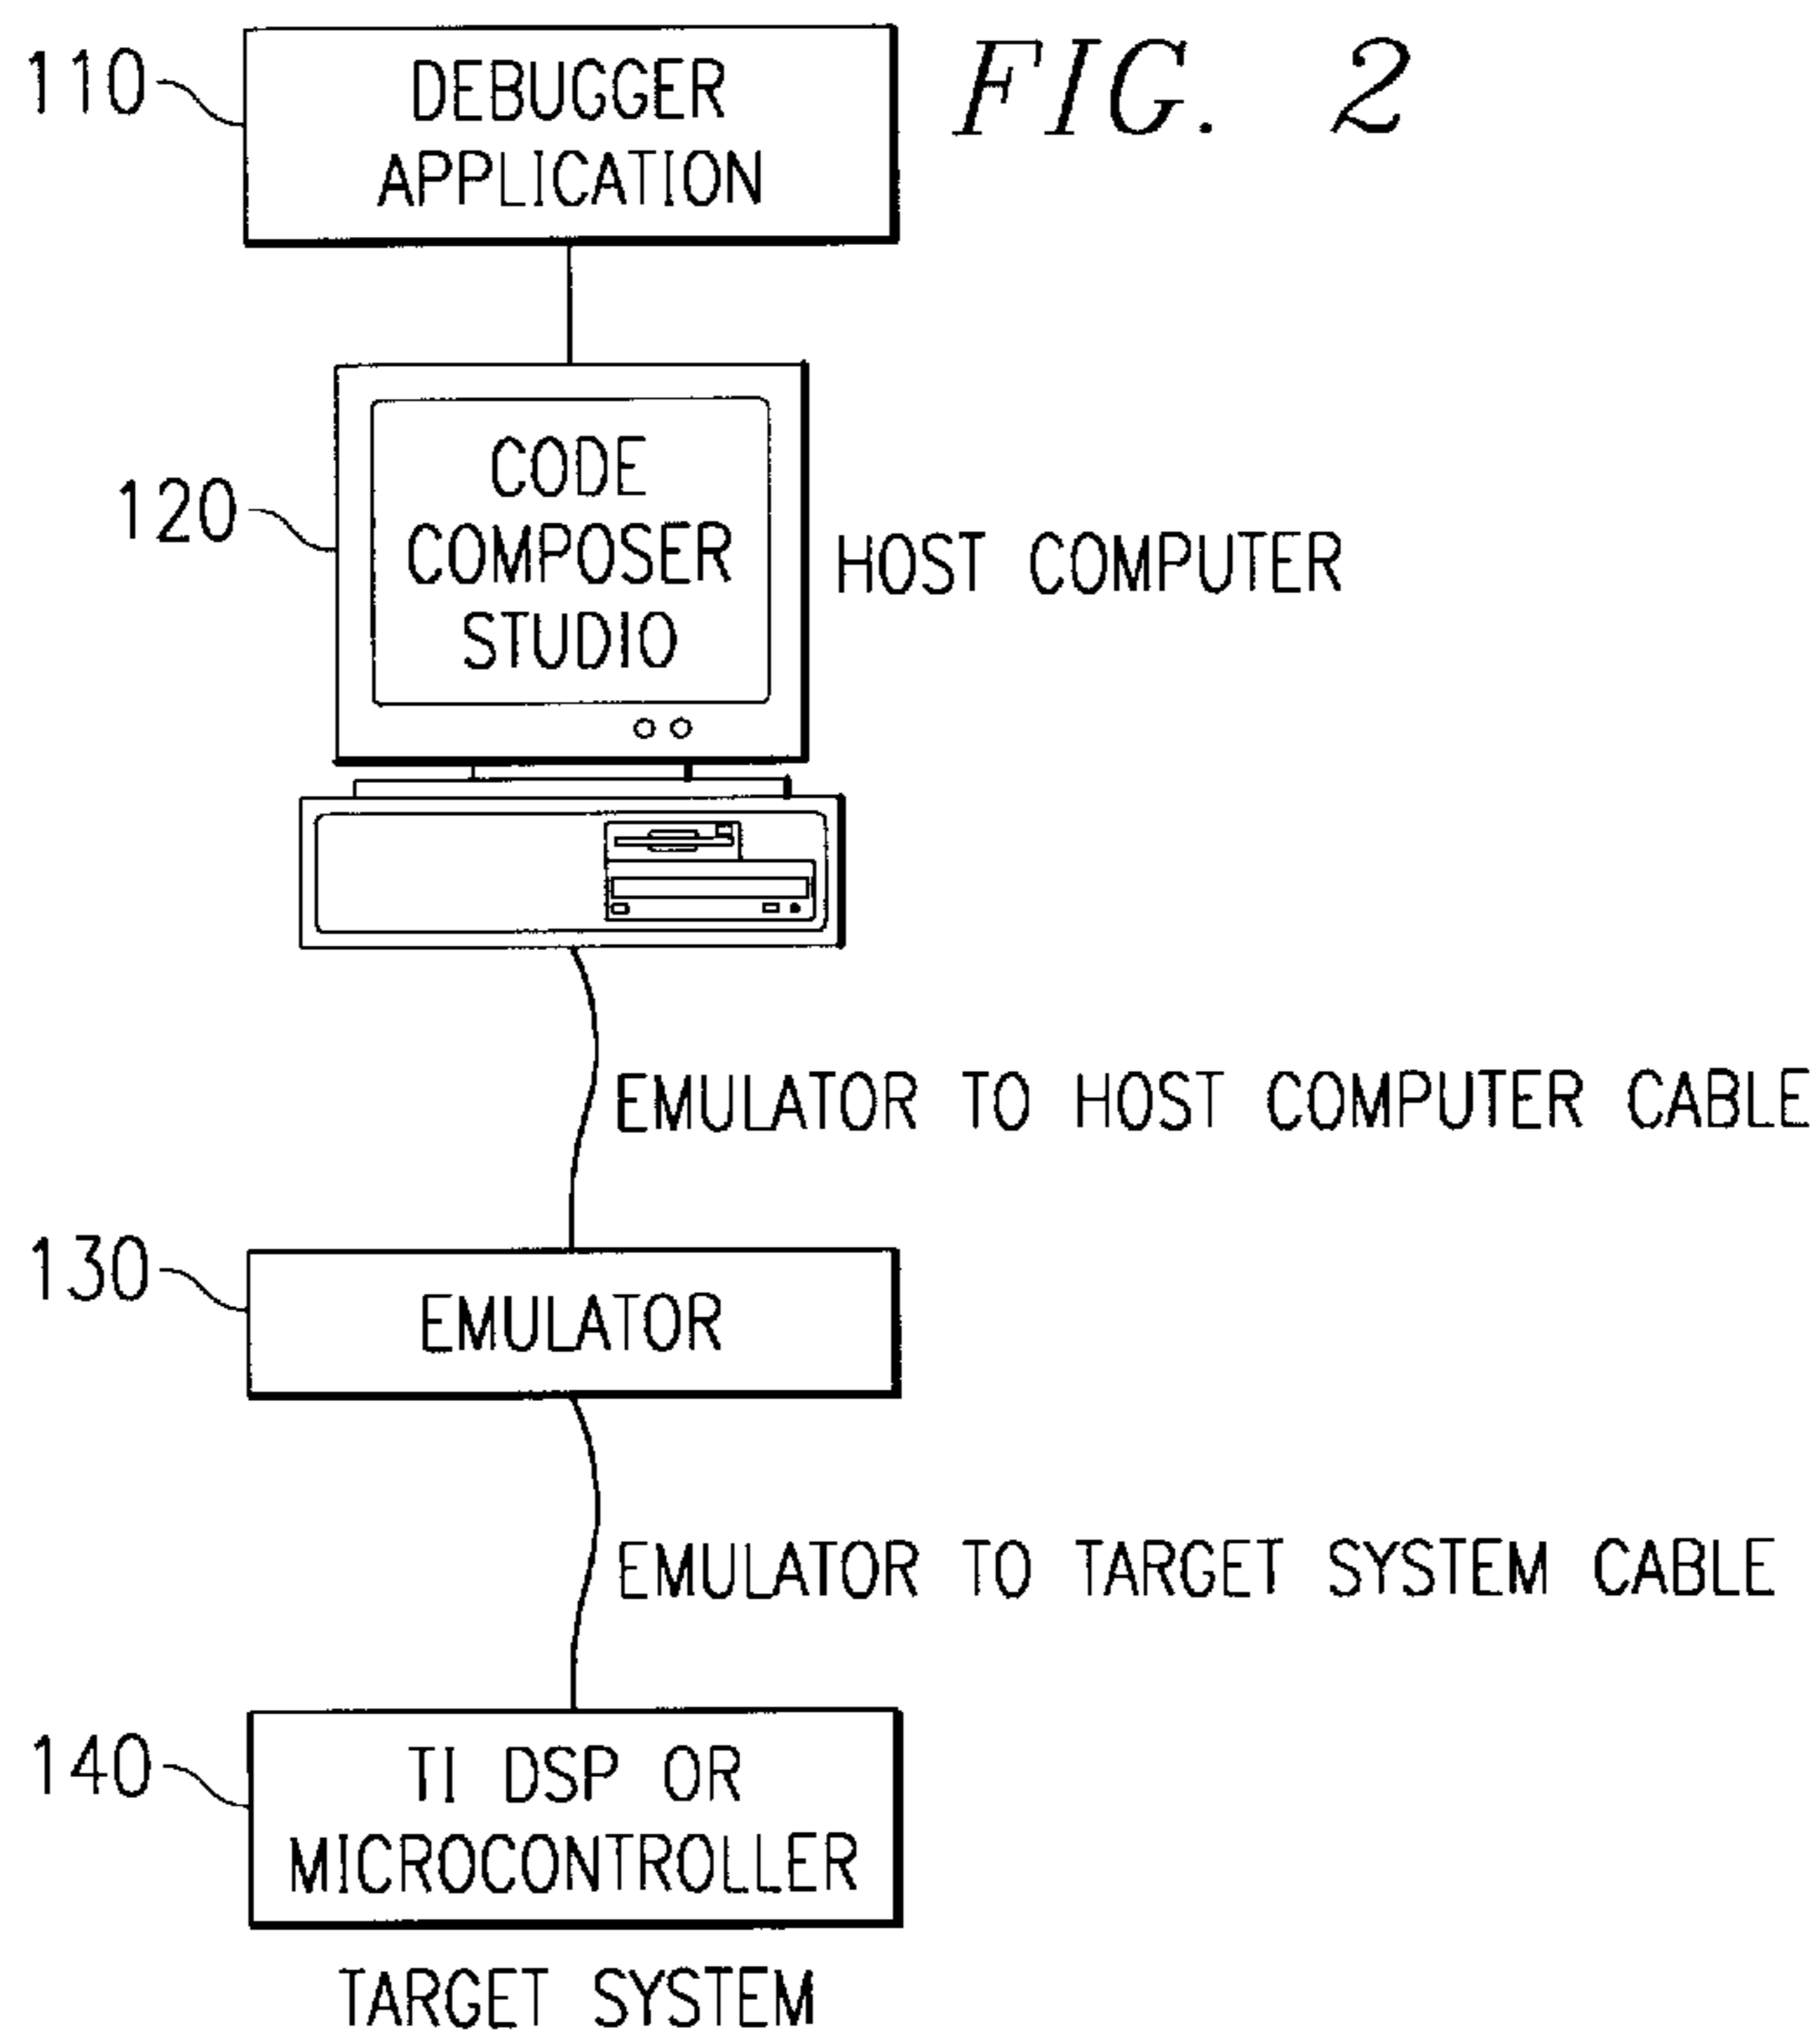 FIG. 2
110
DEBUGGER
APPLICATION
120
CODE
COMPOSER
STUDIO
HOST COMPUTER
EMULATOR TO HOST COMPUTER CABLE
130
EMULATOR
EMULATOR TO TARGET SYSTEM CABLE
140
TI DSP OR
MICROCONTROLLER
TARGET SYSTEM